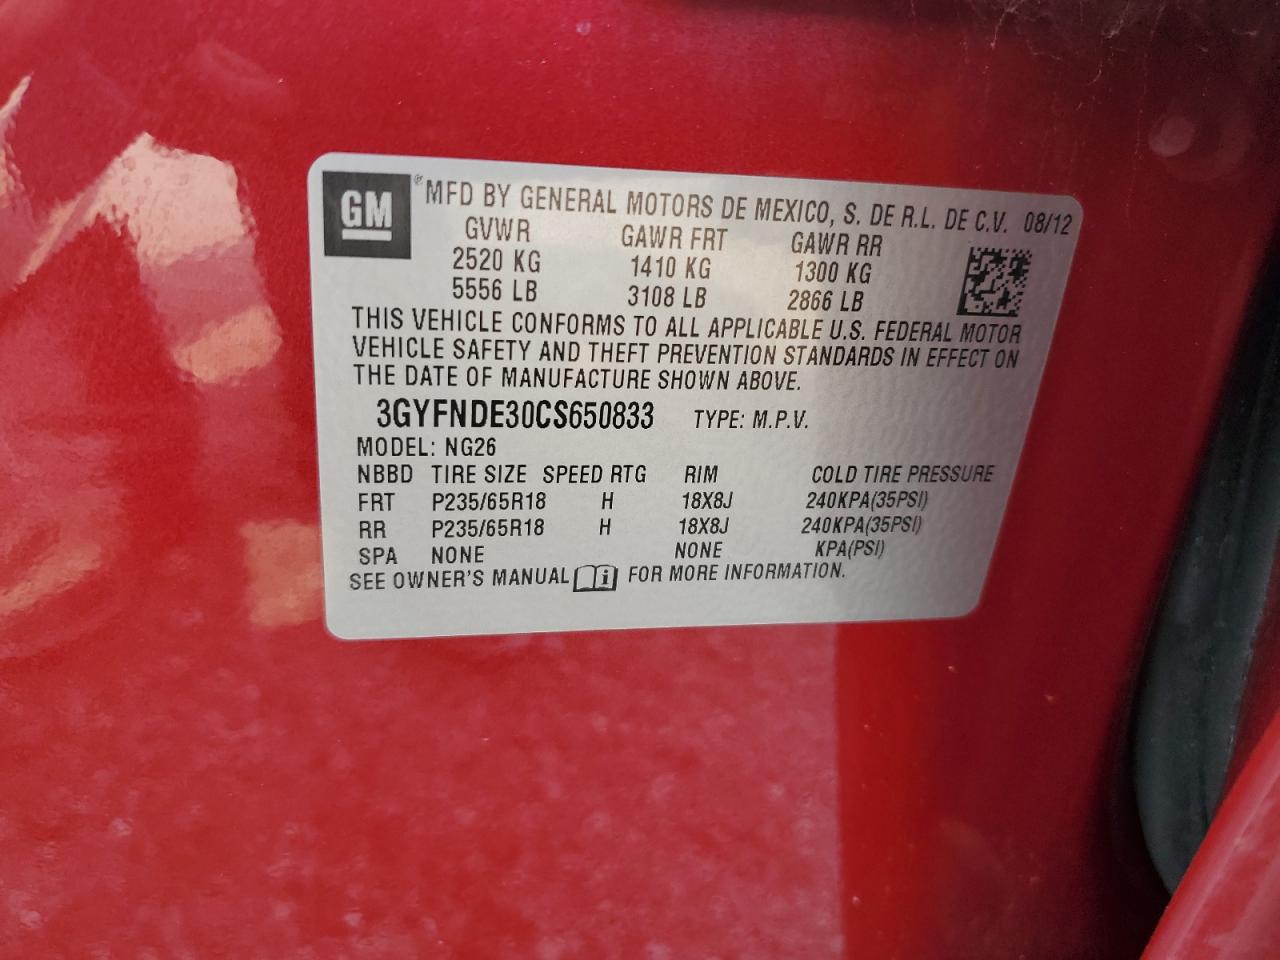 GM ® MFD BY GENERAL MOTORS DE MEXICO, S. DE R.L. DE C.V. 08/12
GVWR GAWR FRT GAWR RR
2520 KG 1410 KG 1300 KG
5556 LB 3108 LB 2866 LB
THIS VEHICLE CONFORMS TO ALL APPLICABLE U.S. FEDERAL MOTOR
VEHICLE SAFETY AND THEFT PREVENTION STANDARDS IN EFFECT ON
THE DATE OF MANUFACTURE SHOWN ABOVE.
3GYFNDE30CS650833 TYPE: M.P.V.
MODEL: NG26
NBBD TIRE SIZE SPEED RTG RIM COLD TIRE PRESSURE
FRT P235/65R18 H 18X8J 240KPA(35PSI)
RR P235/65R18 H 18X8J 240KPA(35PSI)
SPA NONE NONE KPA(PSI)
SEE OWNER'S MANUAL i FOR MORE INFORMATION.